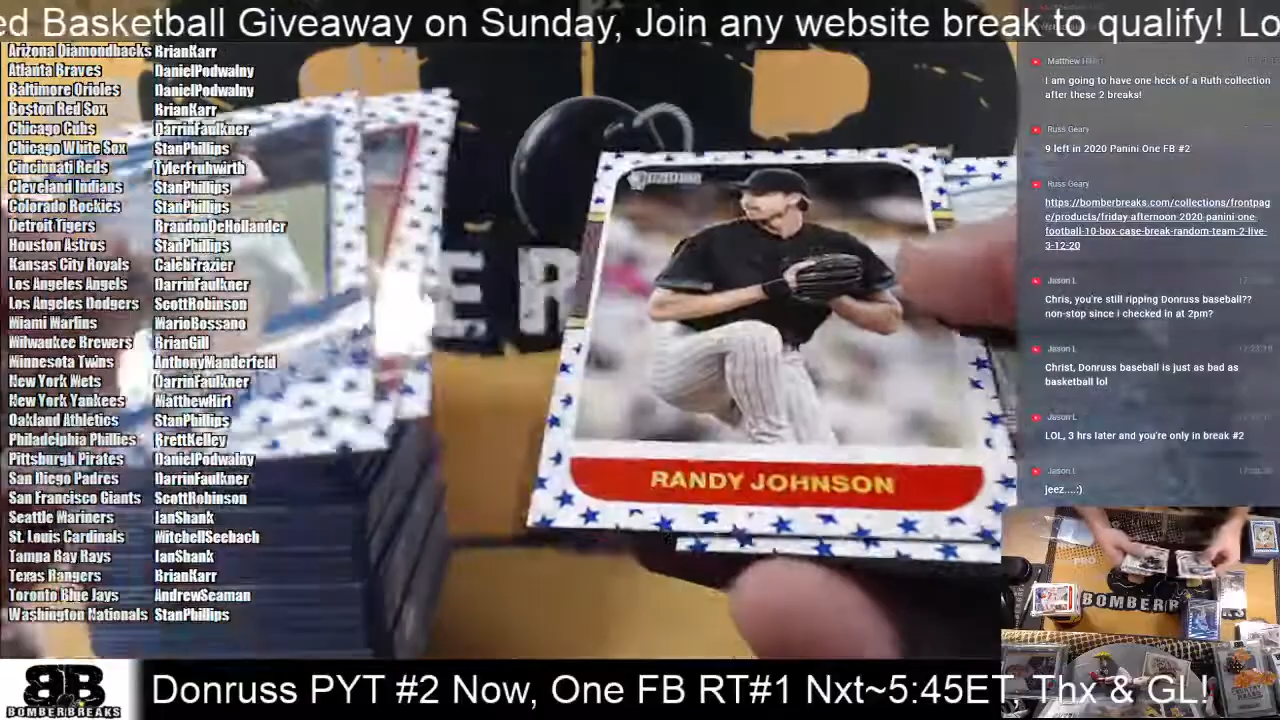 ed Basketball Giveaway on Sunday, Join any website break to qualify! Lo
Arizona Diamondbacks BrianKarr
Atlanta Braves DanielPodwalny
Baltimore Orioles DanielPodwalny
Boston Red Sox BrianKarr
Chicago Cubs DarrinFaulkner
Chicago White Sox StanPhillips
Cincinnati Reds TylerFruhwirth
Cleveland Indians StanPhillips
Colorado Rockies StanPhillips
Detroit Tigers BrandonDeHollander
Houston Astros StanPhillips
Kansas City Royals CalebFrazier
Los Angeles Angels DarrinFaulkner
Los Angeles Dodgers ScottRobinson
Miami Marlins MarioBossano
Milwaukee Brewers BrianGill
Minnesota Twins AnthonyManderfeld
New York Mets DarrinFaulkner
New York Yankees MatthewHirt
Oakland Athletics StanPhillips
Philadelphia Phillies BrettKelley
Pittsburgh Pirates DanielPodwalny
San Diego Padres DarrinFaulkner
San Francisco Giants ScottRobinson
Seattle Mariners IanShank
St. Louis Cardinals MitchellSeebach
Tampa Bay Rays IanShank
Texas Rangers BrianKarr
Toronto Blue Jays AndrewSeaman
Washington Nationals StanPhillips
ER
RANDY JOHNSON
Matthew Hirt
I am going to have one heck of a Ruth collection
after these 2 breaks!
Russ Geary
9 left in 2020 Panini One FB #2
Russ Geary
https://bomberbreaks.com/collections/frontpag
e/products/friday-afternoon-2020-panini-one-
football-10-box-case-break-random-team-2-live-
3-12-20
Jason L
Chris, you're still ripping Donruss baseball??
non-stop since i checked in at 2pm?
Jason L
Christ, Donruss baseball is just as bad as
basketball lol
Jason L
LOL, 3 hrs later and you're only in break #2
Jason L
jeez....:)
BOMBERB
BB
BOMBERBREAKS
Donruss PYT #2 Now, One FB RT#1 Nxt~5:45ET Thx & GL!